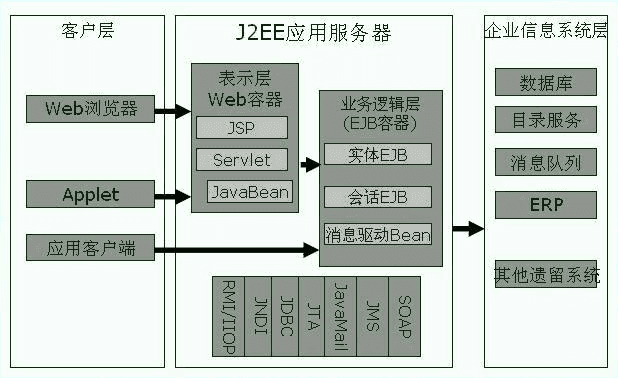 客户层
Web浏览器
Applet
应用客户端
J2EE应用服务器
表示层
Web容器
JSP
Servlet
JavaBean
业务逻辑层
(EJB容器)
实体EJB
会话EJB
消息驱动Bean
RMI/IIOP
JNDI
JDBC
JTA
JavaMail
JMS
SOAP
企业信息系统层
数据库
目录服务
消息队列
ERP
其他遗留系统